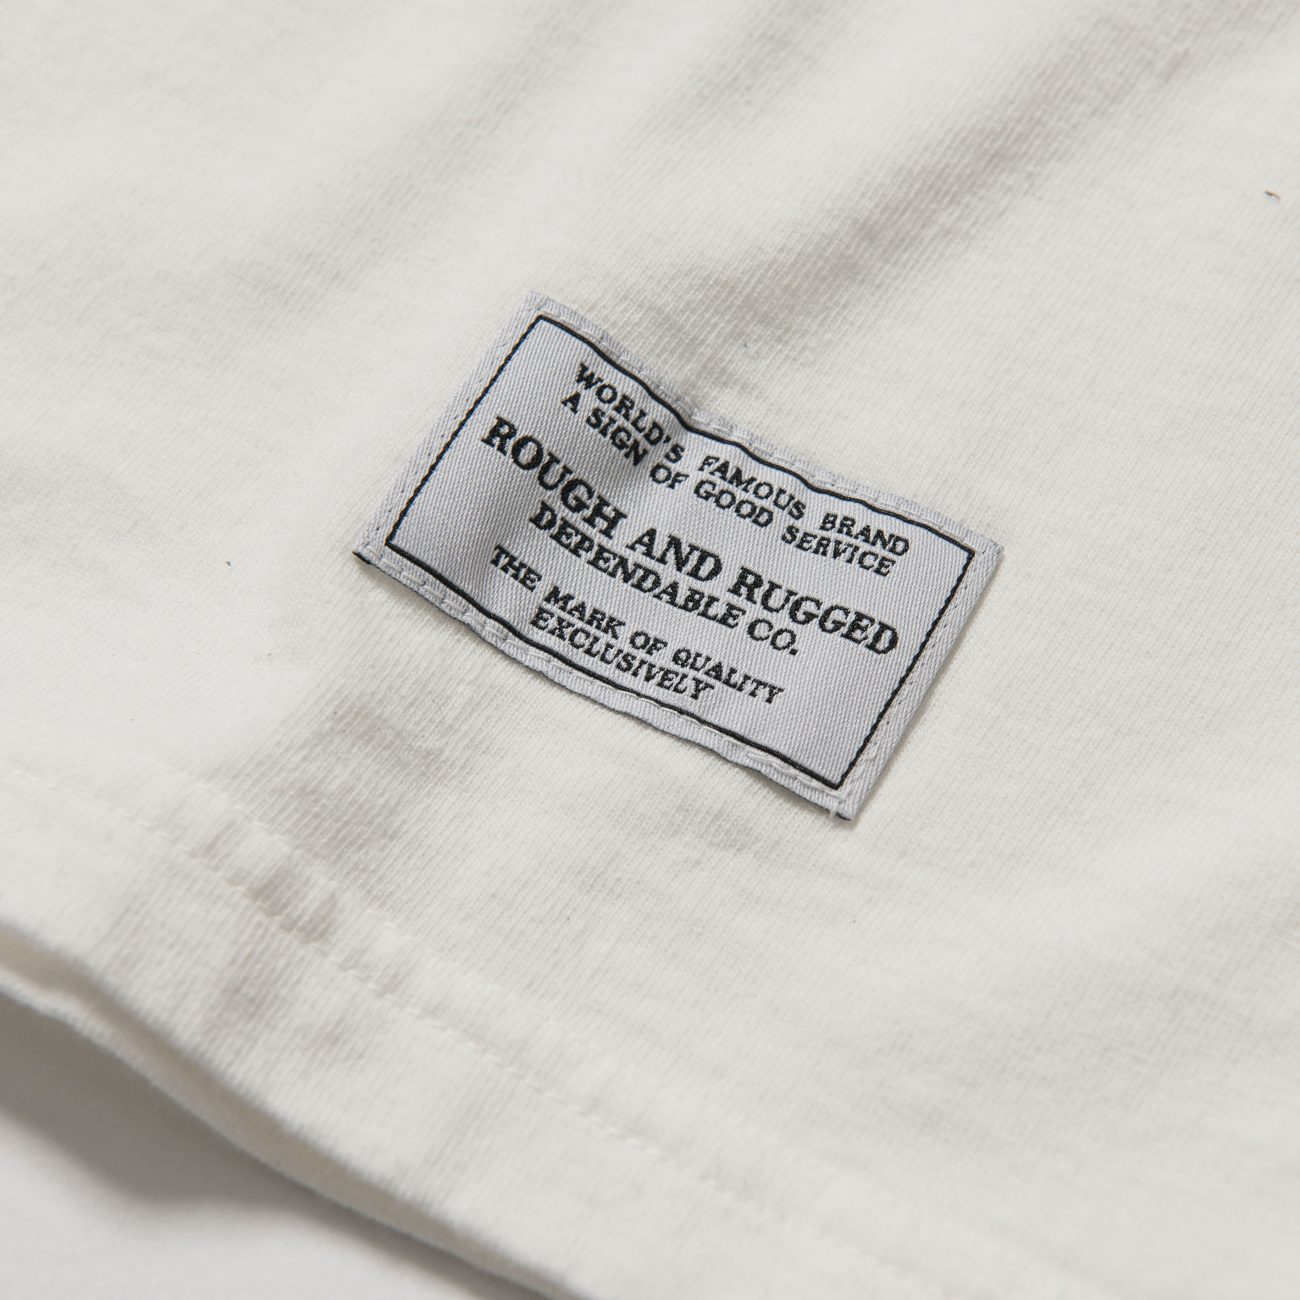 WORLD'S FAMOUS BRAND
A SIGN OF GOOD SERVICE
ROUGH AND RUGGED
DEPENDABLE CO.
THE MARK OF QUALITY
EXCLUSIVELY